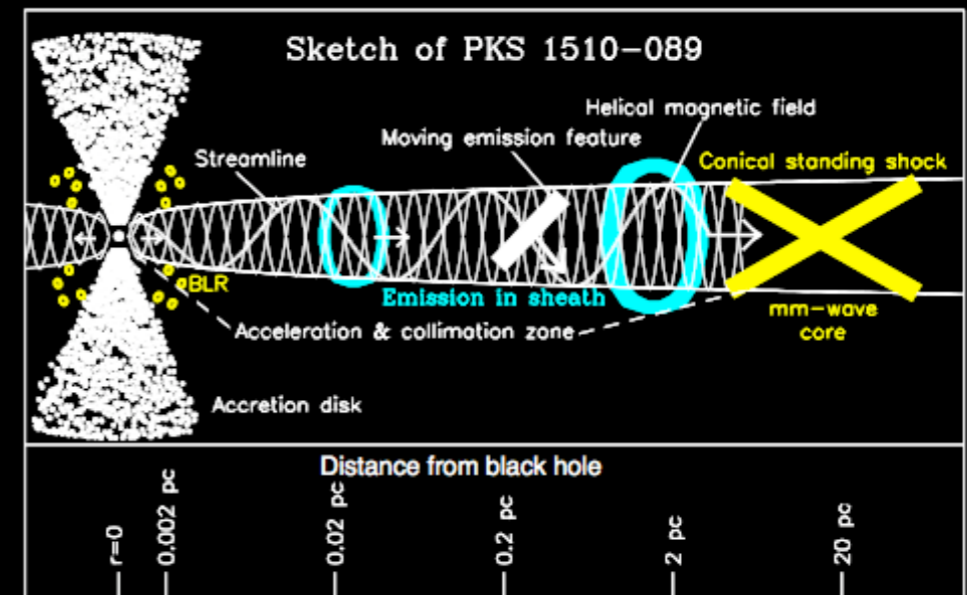 Sketch of PKS 1510-089
Helical magnetic field
Moving emission feature
Streamline
Conical standing shock
BLR
Emission in sheath
mm-wave
core
Acceleration & collimation zone
Accretion disk
Distance from black hole
r=0
0.002 pc
0.02 pc
0.2 pc
2 pc
20 pc